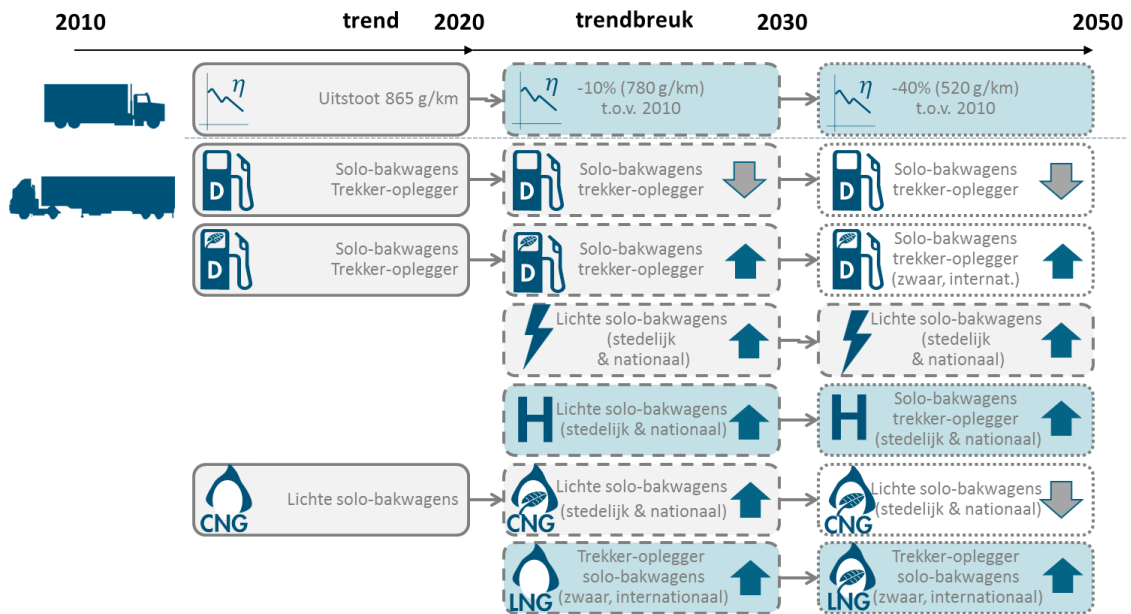 2010 trend 2020 trendbreuk 2030 2050
η
Uitstoot 865 g/km
η
-10% (780 g/km)
t.o.v. 2010
η
-40% (520 g/km)
t.o.v. 2010
D
Solo-bakwagens
Trekker-oplegger
D
Solo-bakwagens
trekker-oplegger
D
Solo-bakwagens
trekker-oplegger
D
Solo-bakwagens
Trekker-oplegger
D
Solo-bakwagens
trekker-oplegger
D
Solo-bakwagens
trekker-oplegger
(zwaar, internat.)
Lichte solo-bakwagens
(stedelijk
& nationaal)
Lichte solo-bakwagens
(stedelijk
& nationaal)
H
Lichte solo-bakwagens
(stedelijk & nationaal)
H
Solo-bakwagens
trekker-oplegger
(stedelijk & nationaal)
CNG
Lichte solo-bakwagens
CNG
Lichte solo-bakwagens
(stedelijk & nationaal)
CNG
Lichte solo-bakwagens
(stedelijk & nationaal)
LNG
Trekker-oplegger
solo-bakwagens
(zwaar, internationaal)
LNG
Trekker-oplegger
solo-bakwagens
(zwaar, internationaal)